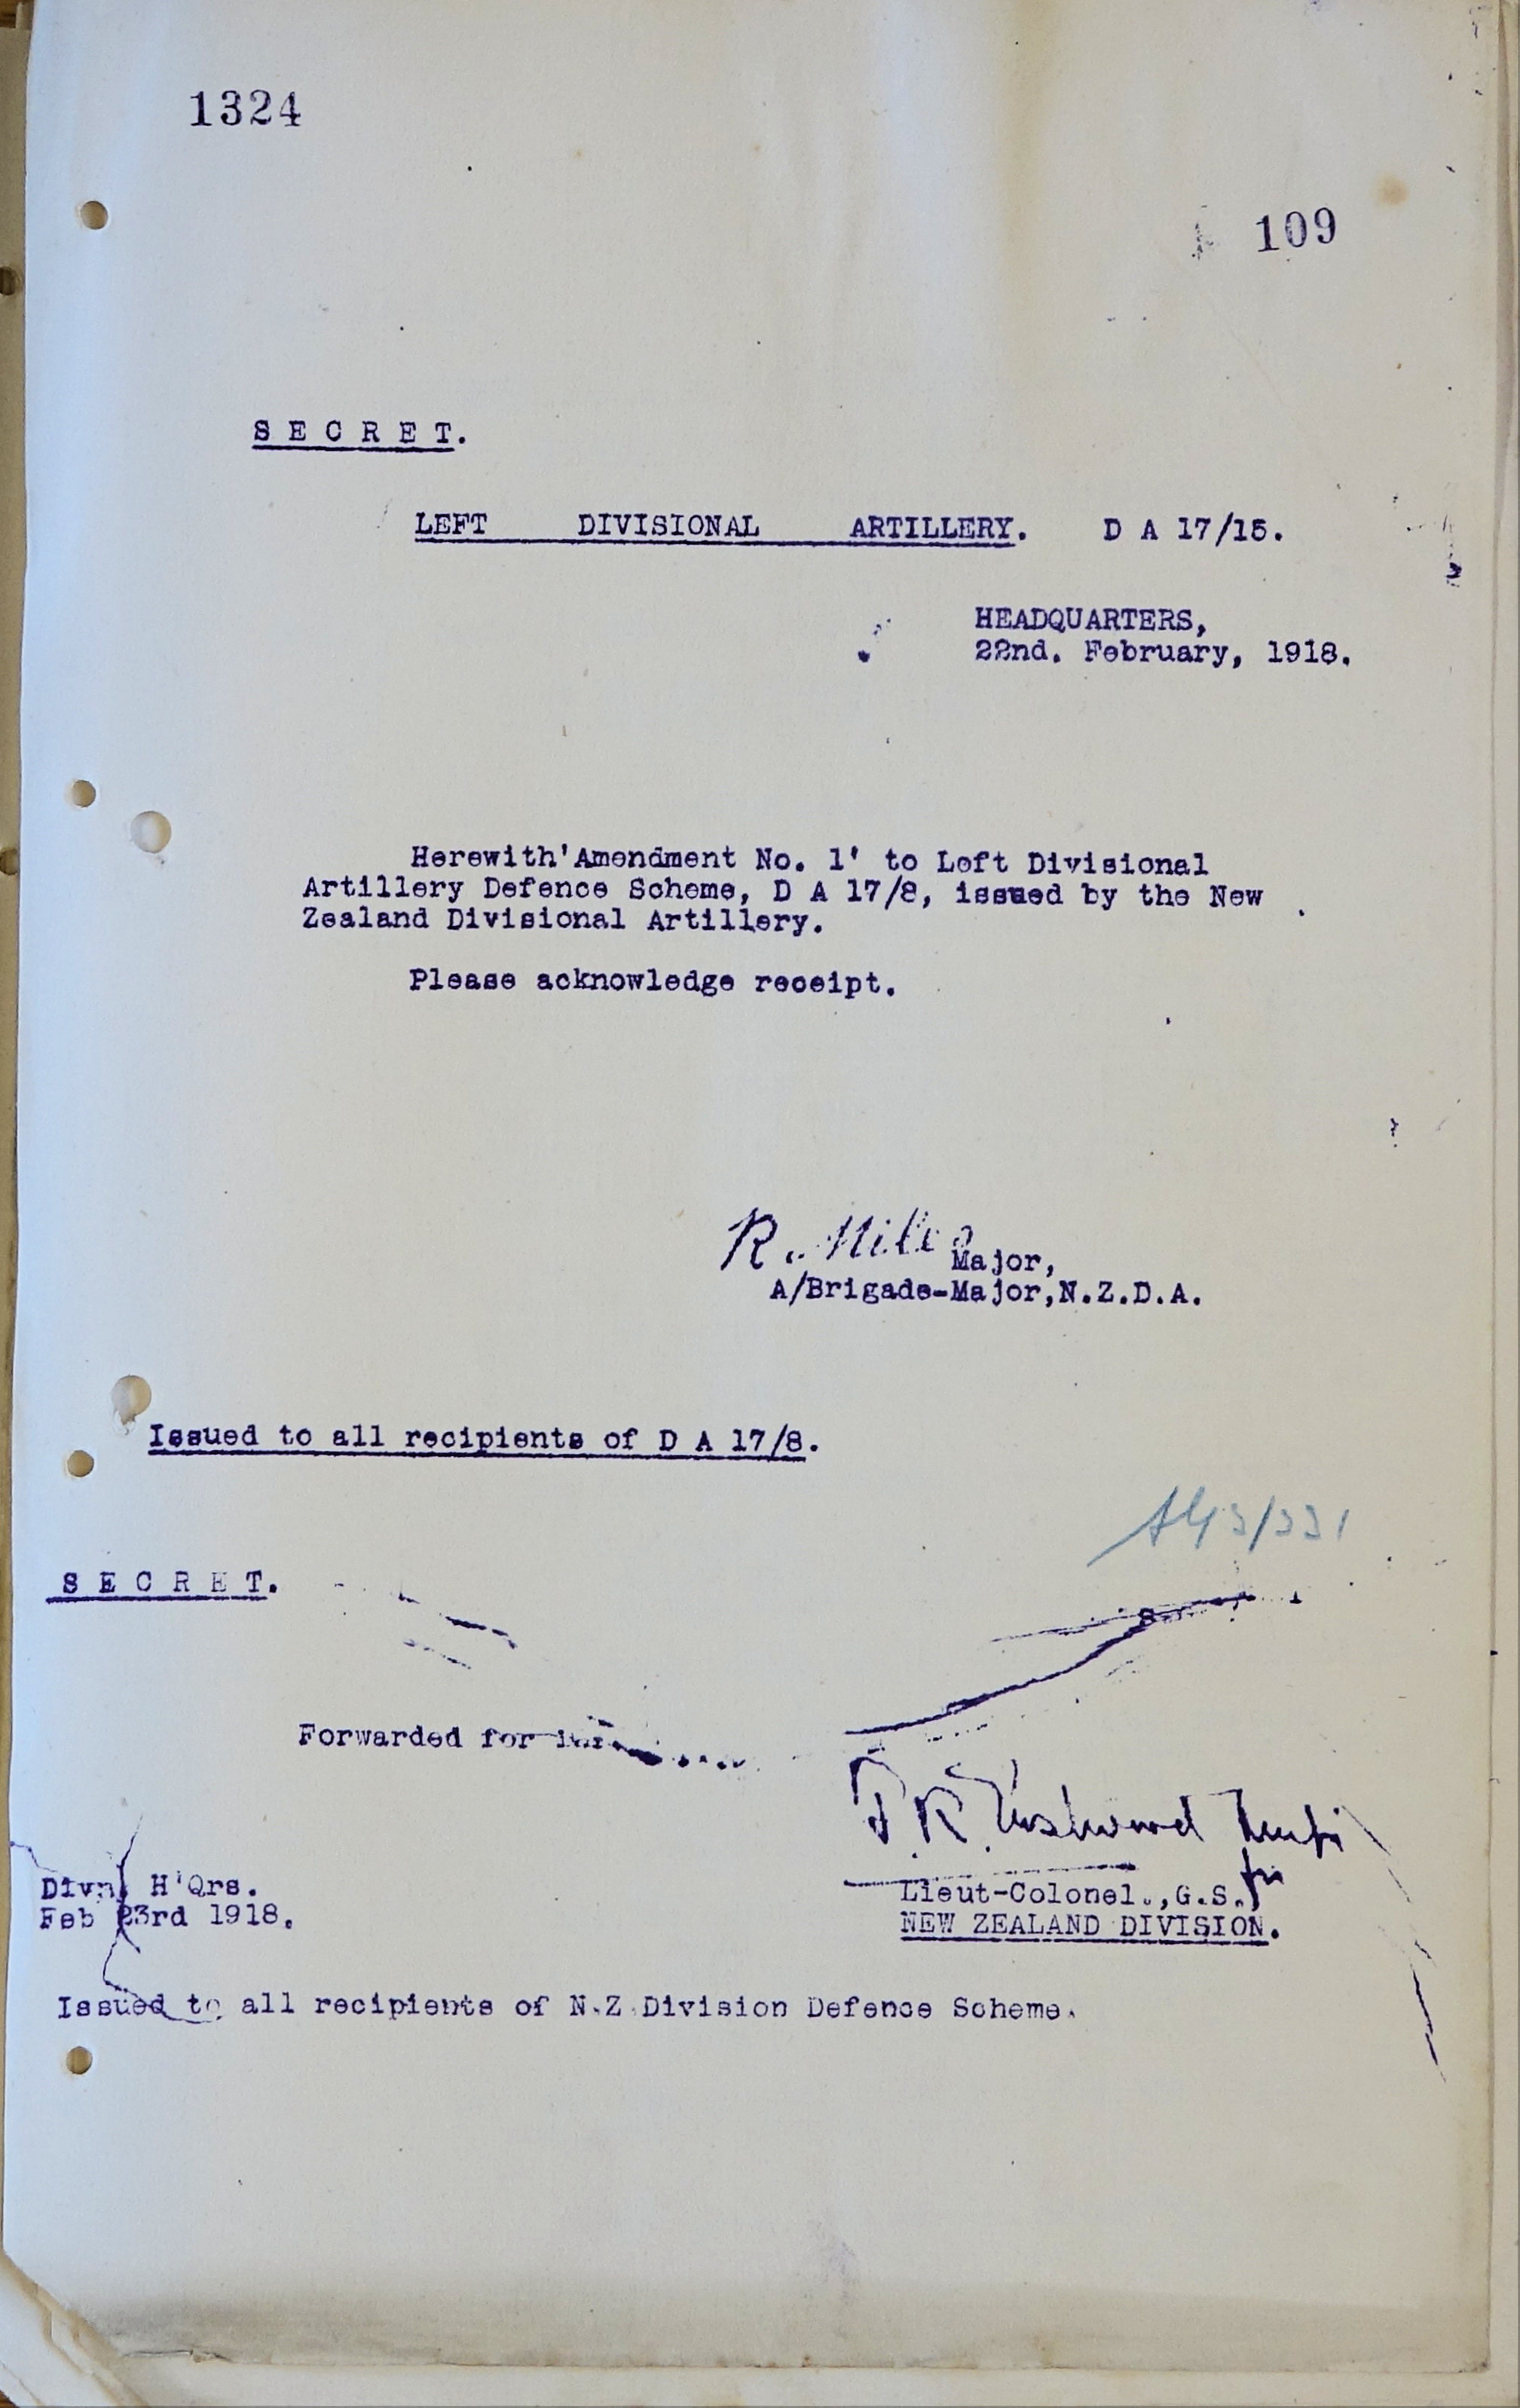 1324
109
S E C R E T.
LEFT DIVISIONAL ARTILLERY. D A 17/15.
HEADQUARTERS,
22nd. February, 1918.
Herewith'Amendment No. 1' to Left Divisional
Artillery Defence Scheme, D A 17/8, issued by the New
Zealand Divisional Artillery.
Please acknowledge receipt.
R. Miles
Major,
A/Brigade-Major,N.Z.D.A.
Issued to all recipients of D A 17/8.
S E C R E T.
Forwarded for
Lieut-Colonel.,G.S.,
NEW ZEALAND DIVISION.
Divn. H'Qrs.
Feb 23rd 1918.
Issued to all recipients of N.Z.Division Defence Scheme.